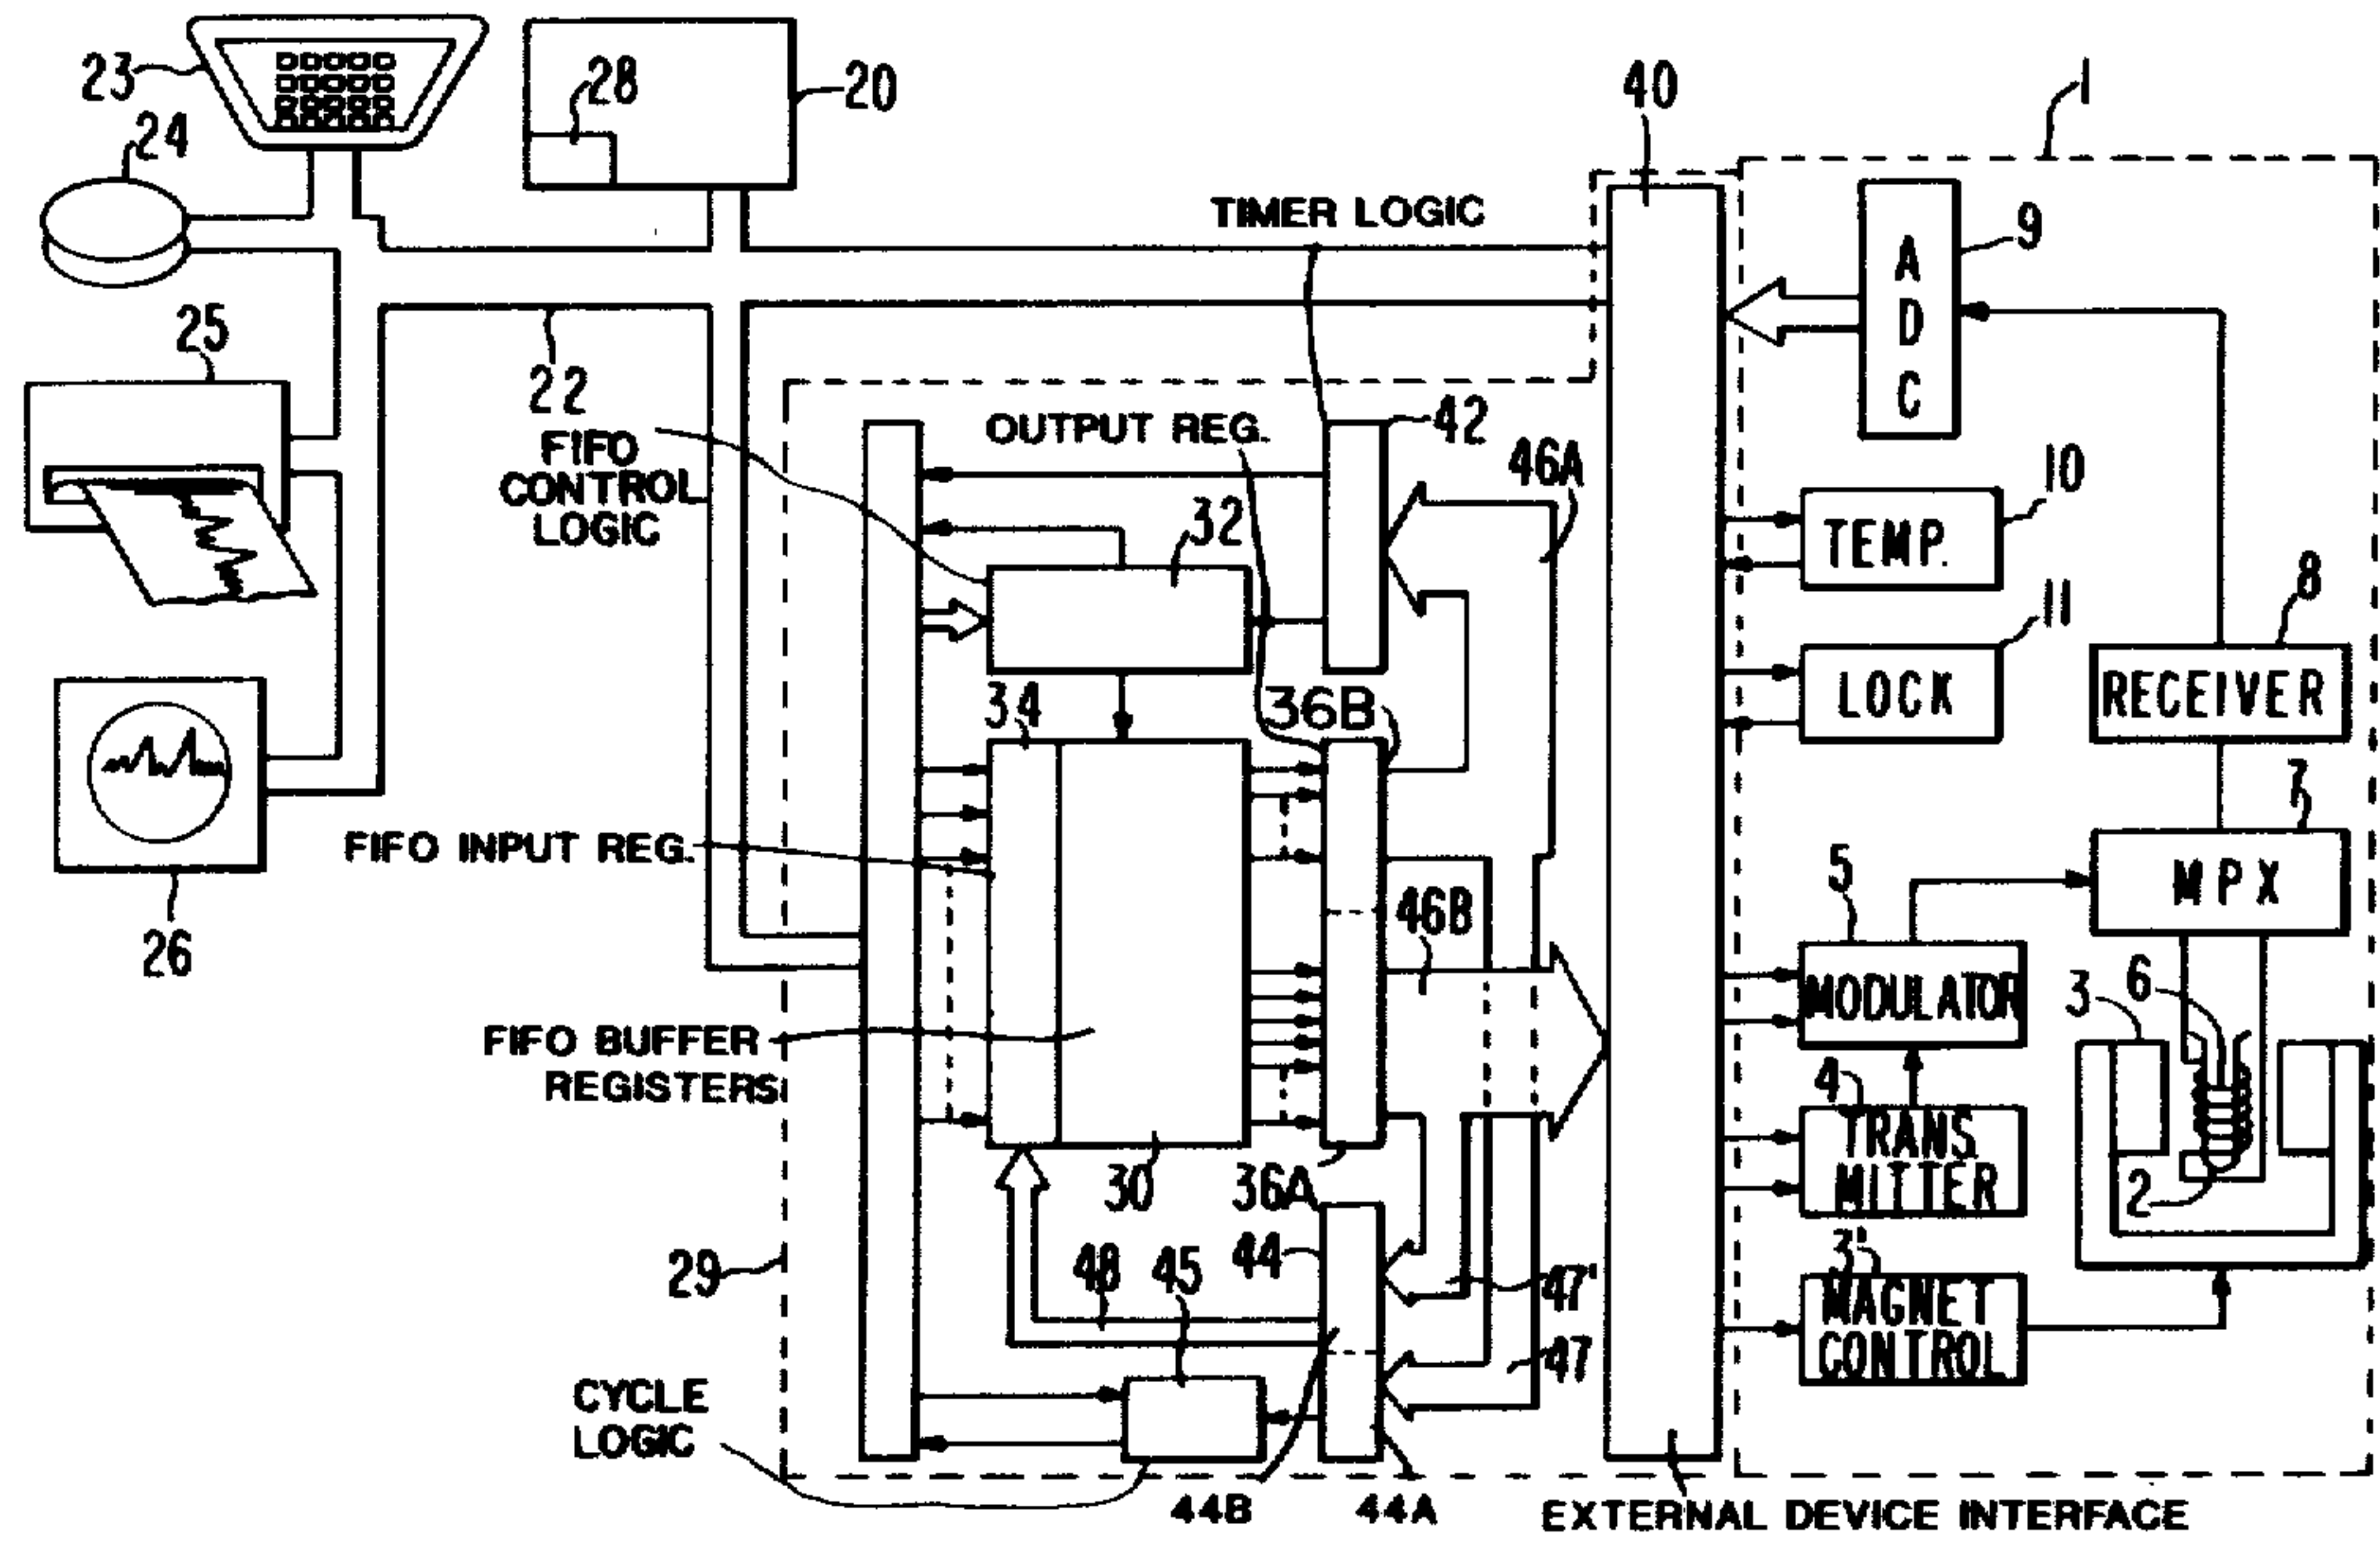 23
28
20
40
1
24
TIMER LOGIC
9
A
D
C
25
22
OUTPUT REG.
42
46A
FIFO
CONTROL
LOGIC
32
10
TEMP.
11
8
LOCK
RECEIVER
34
36B
7
FIFO INPUT REG.
5
MPX
46B
26
MODULATOR
3
6
FIFO BUFFER
REGISTERS
4
TRANS
MITTER
2
30
36A
29
48
45
44
47'
3'
MAGNET
CONTROL
47
CYCLE
LOGIC
44B
44A
EXTERNAL DEVICE INTERFACE